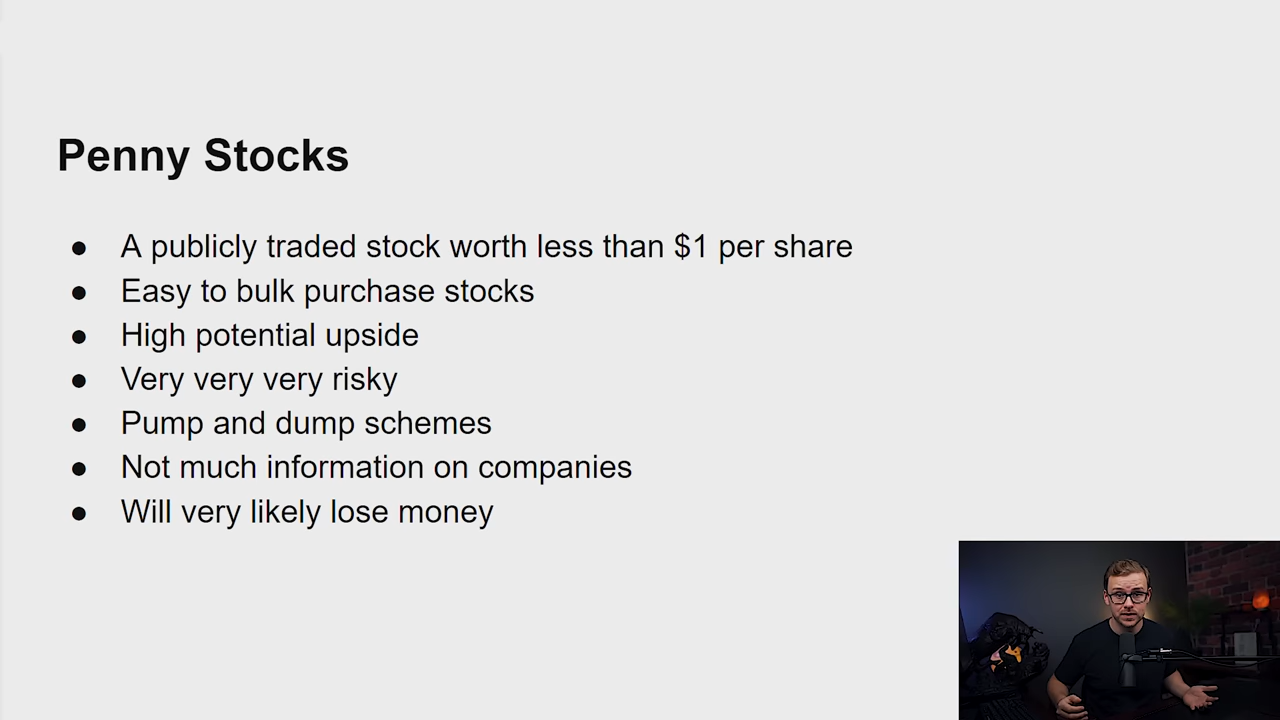 Penny Stocks
● A publicly traded stock worth less than $1 per share
● Easy to bulk purchase stocks
● High potential upside
● Very very very risky
● Pump and dump schemes
● Not much information on companies
● Will very likely lose money